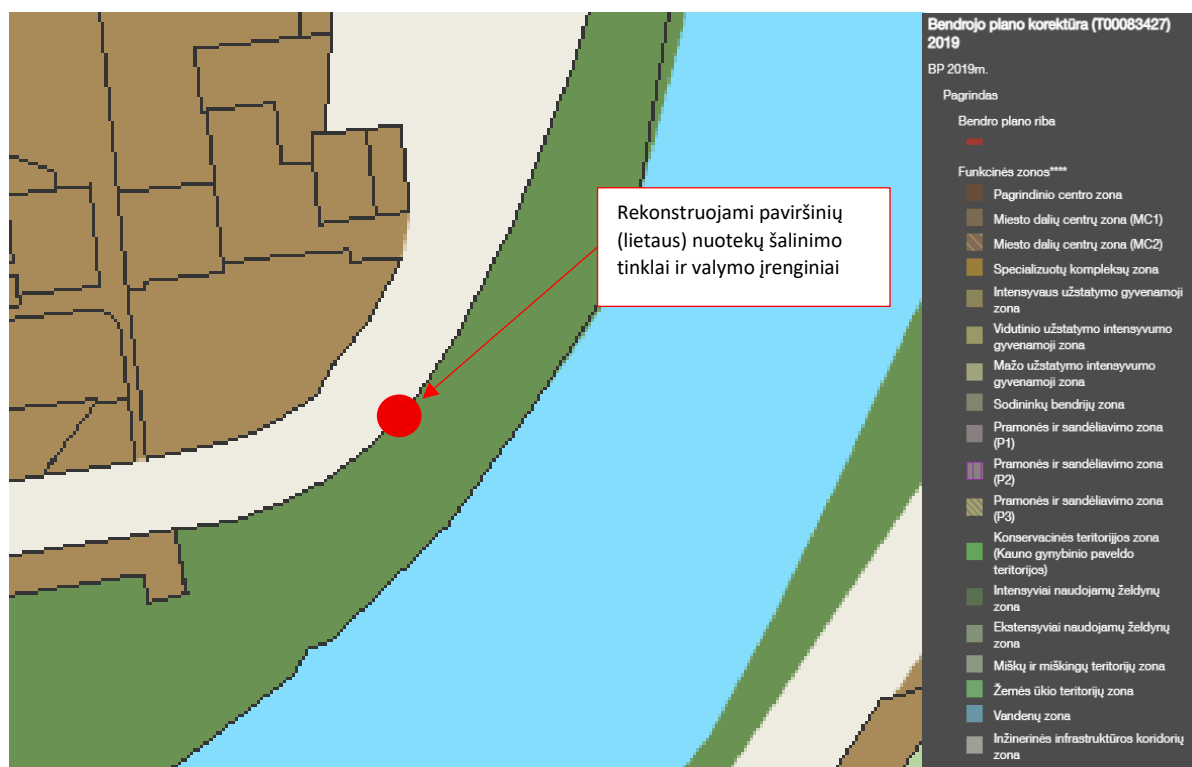 Rekonstruojami paviršinių
(lietaus) nuotekų šalinimo
tinklai ir valymo įrenginiai
Bendrojo plano korektūra (T00083427)
2019
BP 2019m.
Pagrindas
Bendro plano riba
Funkcinės zonos****
Pagrindinio centro zona
Miesto dalių centrų zona (MC1)
Miesto dalių centrų zona (MC2)
Specializuotų kompleksų zona
Intensyvaus užstatymo gyvenamoji
zona
Vidutinio užstatymo intensyvumo
gyvenamoji zona
Mažo užstatymo intensyvumo
gyvenamoji zona
Sodininkų bendrijų zona
Pramonės ir sandėliavimo zona
(P1)
Pramonės ir sandėliavimo zona
(P2)
Pramonės ir sandėliavimo zona
(P3)
Konservacinės teritorijjos zona
(Kauno gynybinio paveldo
teritorijos)
Intensyviai naudojamų želdynų
zona
Ekstensyviai naudojamų želdynų
zona
Miškų ir miškingų teritorijų zona
Žemės ūkio teritorijų zona
Vandenų zona
Inžinerinės infrastruktūros koridorių
zona